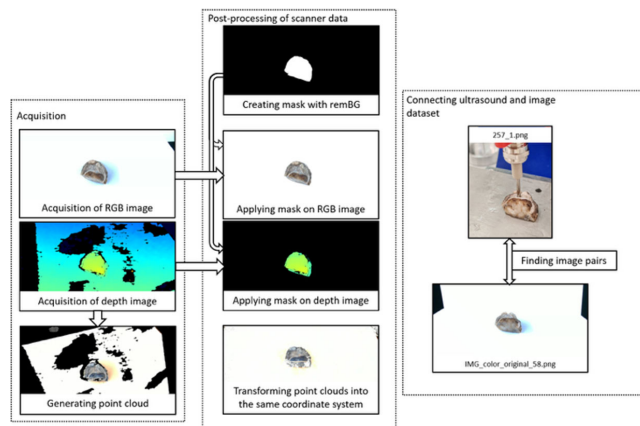 Post-processing of scanner data
Creating mask with remBG
Acquisition
Acquisition of RGB image
Applying mask on RGB image
Acquisition of depth image
Applying mask on depth image
Generating point cloud
Transforming point clouds into
the same coordinate system
Connecting ultrasound and image
dataset
257_1.png
Finding image pairs
IMG_color_original_58.png